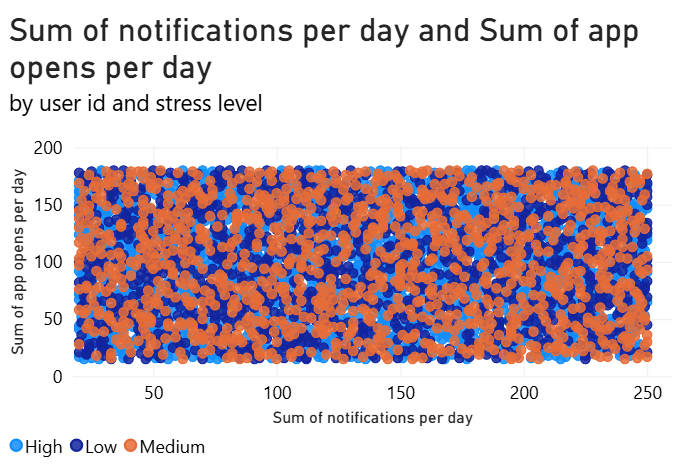 Sum of notifications per day and Sum of app
opens per day
by user id and stress level
200
150
100
50
0
Sum of app opens per day
50 100 150 200 250
Sum of notifications per day
High Low Medium